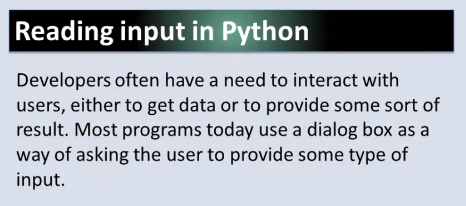 Reading input in Python
Developers often have a need to interact with
users, either to get data or to provide some sort of
result. Most programs today use a dialog box as a
way of asking the user to provide some type of
input.